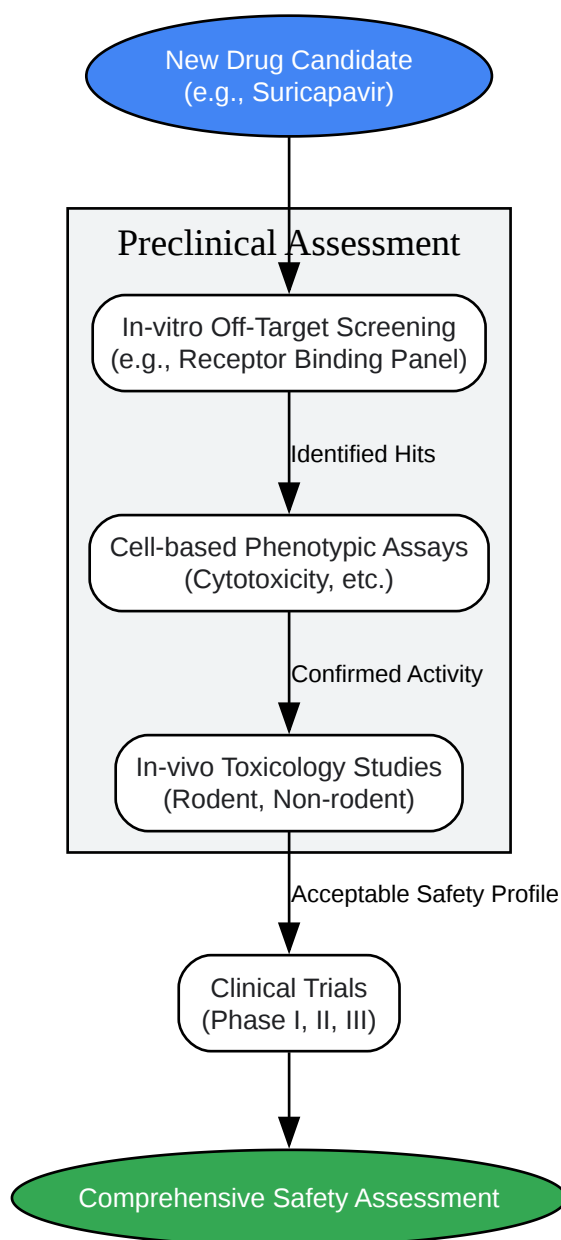 New Drug Candidate
(e.g., Suricapavir)
Preclinical Assessment
In-vitro Off-Target Screening
(e.g., Receptor Binding Panel)
Identified Hits
Cell-based Phenotypic Assays
(Cytotoxicity, etc.)
Confirmed Activity
In-vivo Toxicology Studies
(Rodent, Non-rodent)
Acceptable Safety Profile
Clinical Trials
(Phase I, II, III)
Comprehensive Safety Assessment